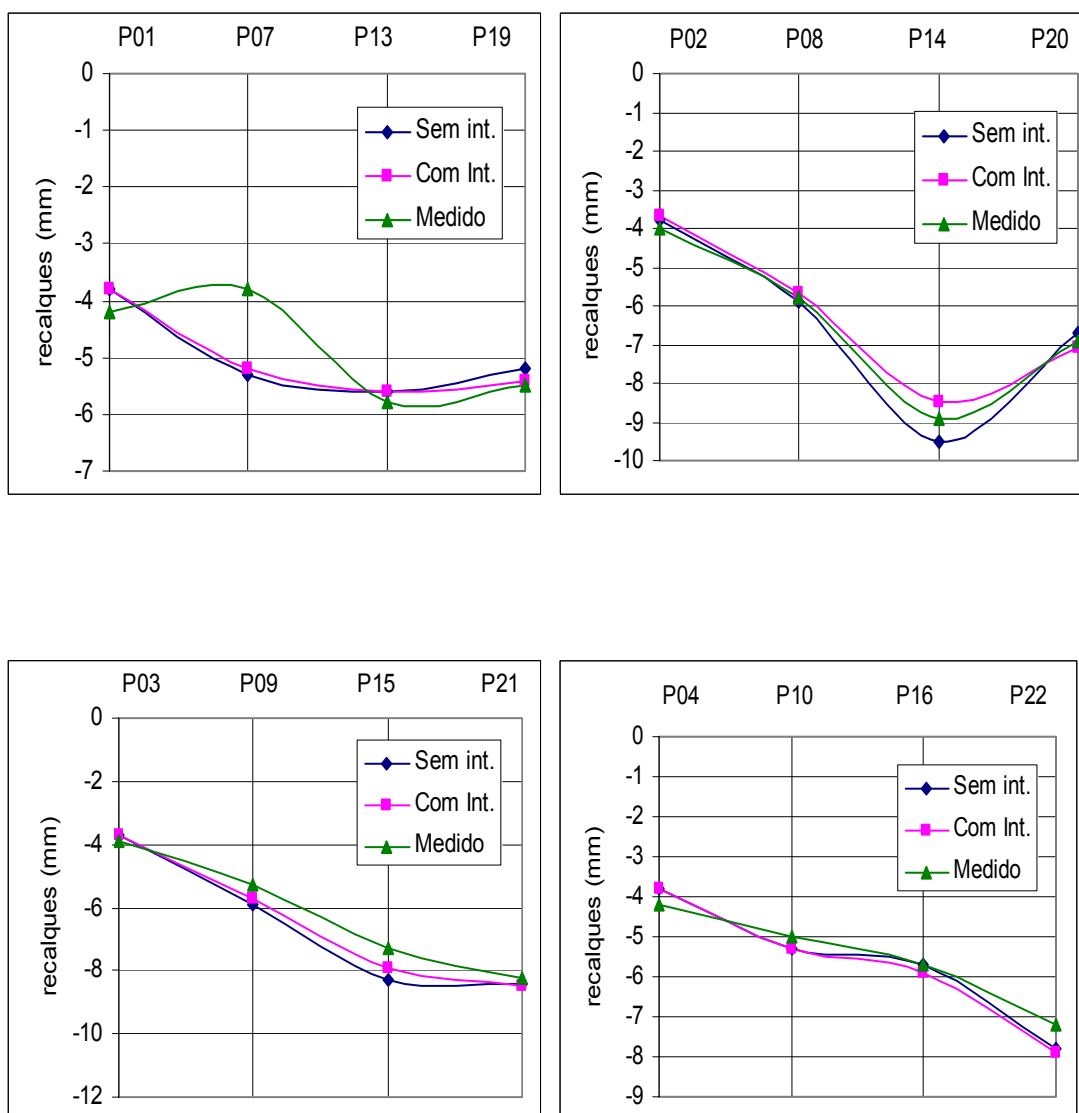 P01 P07 P13 P19
0
-1
-2
-3
-4
-5
-6
-7
recalques (mm)
Sem int.
Com Int.
Medido
P02 P08 P14 P20
0
-1
-2
-3
-4
-5
-6
-7
-8
-9
-10
recalques (mm)
Sem int.
Com Int.
Medido
P03 P09 P15 P21
0
-2
-4
-6
-8
-10
-12
recalques (mm)
Sem int.
Com Int.
Medido
P04 P10 P16 P22
0
-1
-2
-3
-4
-5
-6
-7
-8
-9
recalques (mm)
Sem int.
Com Int.
Medido